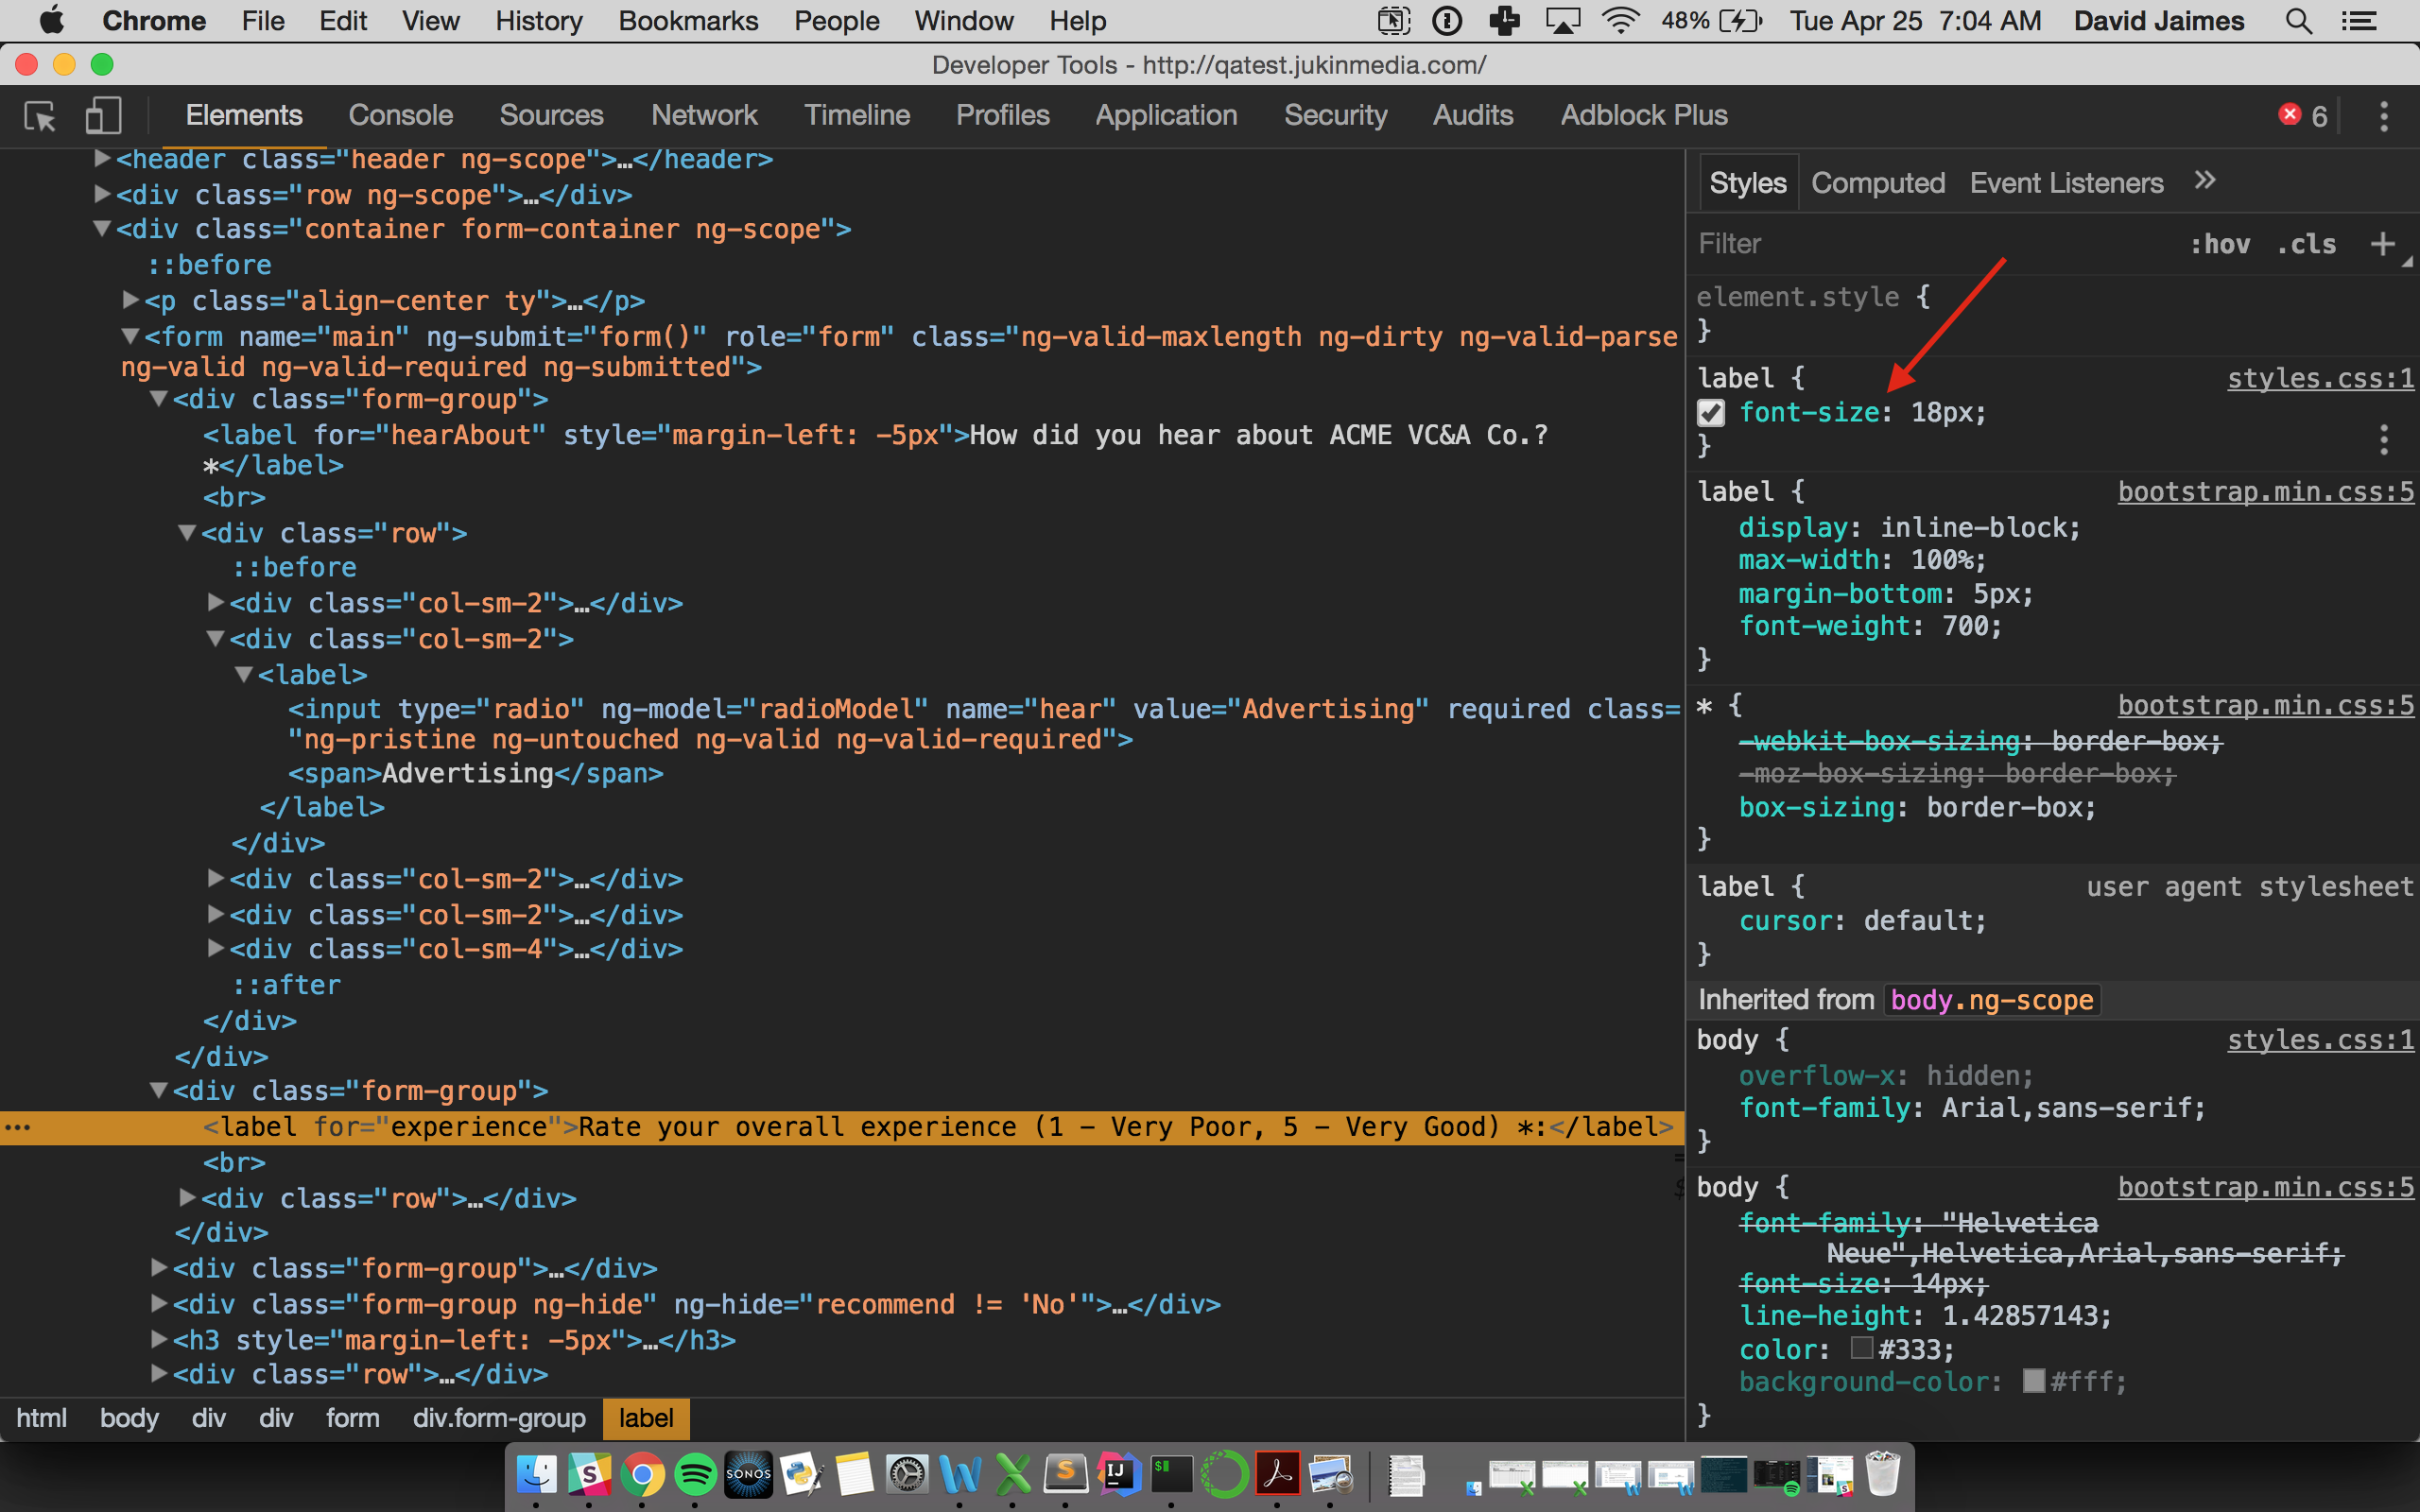 Chrome File Edit View History Bookmarks People Window Help 48% Tue Apr 25 7:04 AM David Jaimes
Developer Tools - http://qatest.jukinmedia.com/
Elements Console Sources Network Timeline Profiles Application Security Audits Adblock Plus 6
<header class="header ng-scope">…</header>
<div class="row ng-scope">…</div>
<div class="container form-container ng-scope">
::before
<p class="align-center ty">…</p>
<form name="main" ng-submit="form()" role="form" class="ng-valid-maxlength ng-dirty ng-valid-parse
ng-valid ng-valid-required ng-submitted">
<div class="form-group">
<label for="hearAbout" style="margin-left: -5px">How did you hear about ACME VC&A Co.?
*</label>
<br>
<div class="row">
::before
<div class="col-sm-2">…</div>
<div class="col-sm-2">
<label>
<input type="radio" ng-model="radioModel" name="hear" value="Advertising" required class=
"ng-pristine ng-untouched ng-valid ng-valid-required">
<span>Advertising</span>
</label>
</div>
<div class="col-sm-2">…</div>
<div class="col-sm-2">…</div>
<div class="col-sm-4">…</div>
::after
</div>
</div>
<div class="form-group">
<label for="experience">Rate your overall experience (1 - Very Poor, 5 - Very Good) *:</label>
<br>
<div class="row">…</div>
</div>
<div class="form-group">…</div>
<div class="form-group ng-hide" ng-hide="recommend != 'No'">…</div>
<h3 style="margin-left: -5px">…</h3>
<div class="row">…</div>
html body div div form div.form-group label
Styles Computed Event Listeners »
Filter :hov .cls +
element.style {
}
label { styles.css:1
font-size: 18px;
}
label { bootstrap.min.css:5
display: inline-block;
max-width: 100%;
margin-bottom: 5px;
font-weight: 700;
}
* { bootstrap.min.css:5
-webkit-box-sizing: border-box;
-moz-box-sizing: border-box;
box-sizing: border-box;
}
label { user agent stylesheet
cursor: default;
}
Inherited from body.ng-scope
body { styles.css:1
overflow-x: hidden;
font-family: Arial,sans-serif;
}
body { bootstrap.min.css:5
font-family: "Helvetica
Neue",Helvetica,Arial,sans-serif;
font-size: 14px;
line-height: 1.42857143;
color: #333;
background-color: #fff;
}
SONOS
IJ